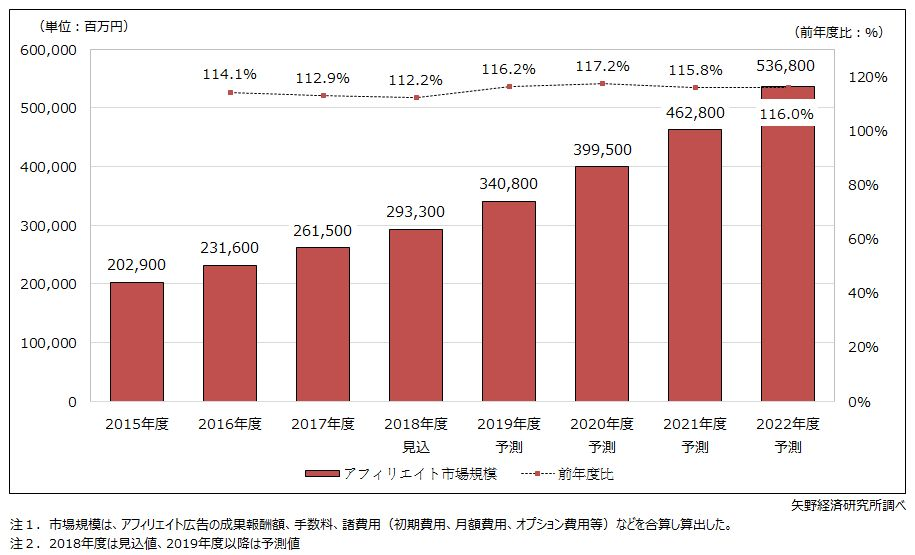 （単位：百万円）
（前年度比：％）
600,000
500,000
400,000
300,000
200,000
100,000
0
120%
100%
80%
60%
40%
20%
0%
114.1%
112.9%
112.2%
116.2%
117.2%
115.8%
116.0%
202,900
231,600
261,500
293,300
340,800
399,500
462,800
536,800
2015年度
2016年度
2017年度
2018年度
見込
2019年度
予測
2020年度
予測
2021年度
予測
2022年度
予測
アフィリエイト市場規模
前年度比
矢野経済研究所調べ
注１．市場規模は、アフィリエイト広告の成果報酬額、手数料、諸費用（初期費用、月額費用、オプション費用等）などを合算し算出した。
注２．2018年度は見込値、2019年度以降は予測値